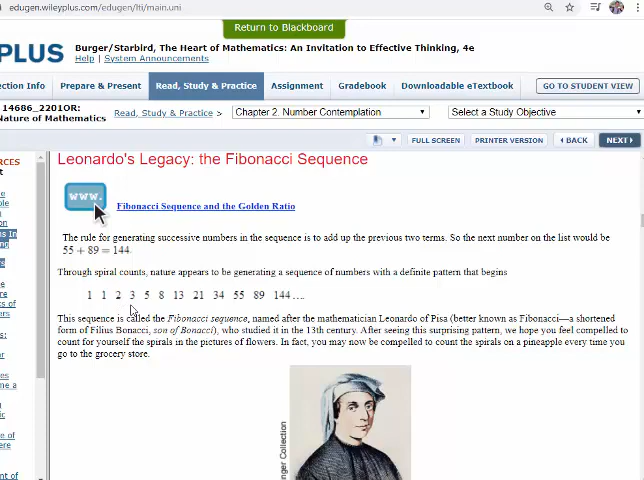 edugen.wileyplus.com/edugen/lti/main.uni
Return to Blackboard
PLUS
Burger/Starbird, The Heart of Mathematics: An Invitation to Effective Thinking, 4e
Help | System Announcements
ection Info
Prepare & Present
Read, Study & Practice
Assignment
Gradebook
Downloadable eTextbook
GO TO STUDENT VIEW
14686_2201OR:
Nature of Mathematics
Read, Study & Practice >
Chapter 2. Number Contemplation
Select a Study Objective
FULL SCREEN
PRINTER VERSION
BACK
NEXT
RCES
Leonardo's Legacy: the Fibonacci Sequence
www.
Fibonacci Sequence and the Golden Ratio
The rule for generating successive numbers in the sequence is to add up the previous two terms. So the next number on the list would be
55 + 89 = 144.
Through spiral counts, nature appears to be generating a sequence of numbers with a definite pattern that begins
1 1 2 3 5 8 13 21 34 55 89 144 ....
This sequence is called the Fibonacci sequence, named after the mathematician Leonardo of Pisa (better known as Fibonacci—a shortened
form of Filius Bonacci, son of Bonacci), who studied it in the 13th century. After seeing this surprising pattern, we hope you feel compelled to
count for yourself the spirals in the pictures of flowers. In fact, you may now be compelled to count the spirals on a pineapple every time you
go to the grocery store.
nger Collection